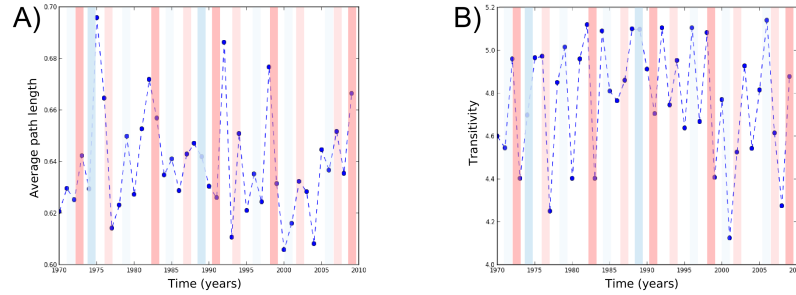 A)
B)
0.70
0.68
0.66
0.64
0.62
0.60
Average path length
1970 1975 1980 1985 1990 1995 2000 2005 2010
Time (years)
5.2
5.0
4.8
4.6
4.4
4.2
4.0
Transitivity
1970 1975 1980 1985 1990 1995 2000 2005
Time (years)